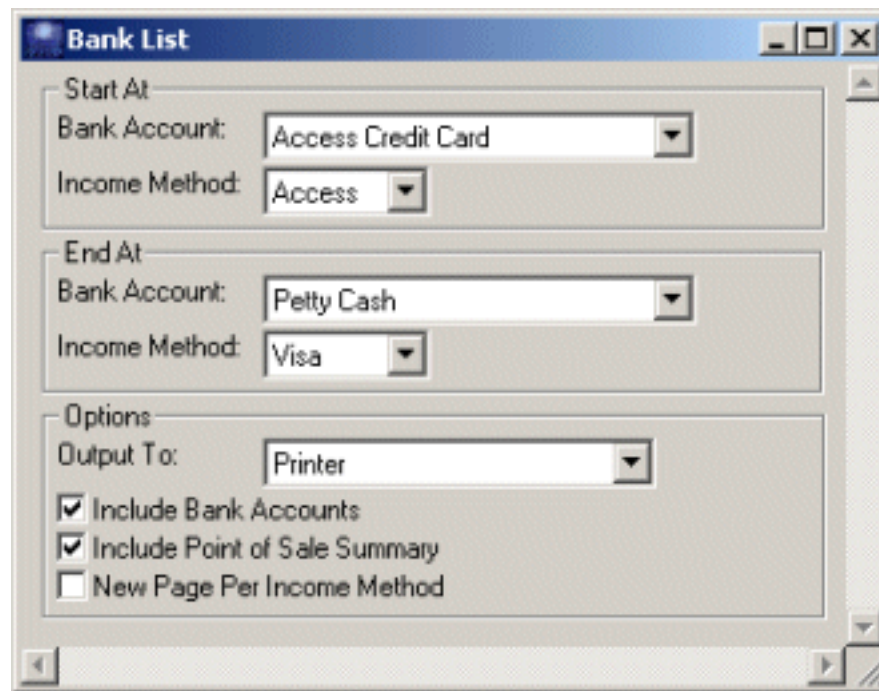 Bank List
Start At
Bank Account: Access Credit Card
Income Method: Access
End At
Bank Account: Petty Cash
Income Method: Visa
Options
Output To: Printer
Include Bank Accounts
Include Point of Sale Summary
New Page Per Income Method